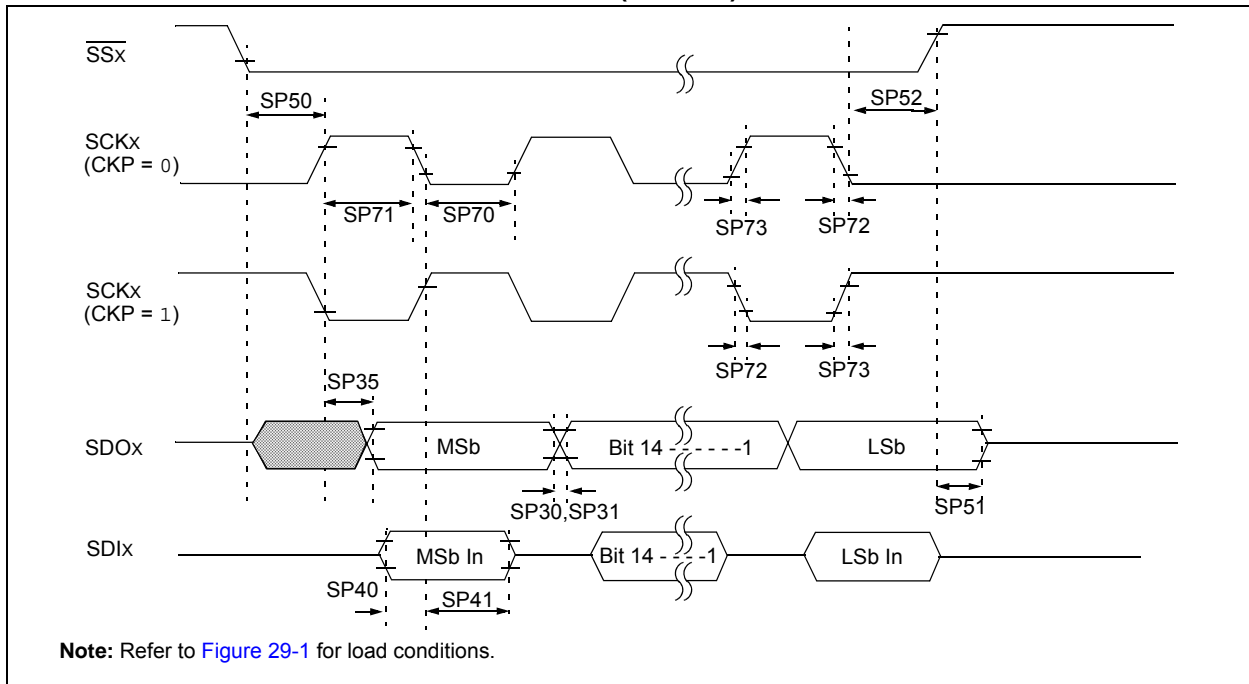 SSx
SP50
SP52
SCKx
(CKP = 0)
SP71
SP70
SP73
SP72
SCKx
(CKP = 1)
SP72
SP73
SP35
SDOx
MSb
Bit 14 - - - - - -1
LSb
SP30,SP31
SP51
SDIx
MSb In
Bit 14 - - - -1
LSb In
SP40
SP41
Note: Refer to Figure 29-1 for load conditions.